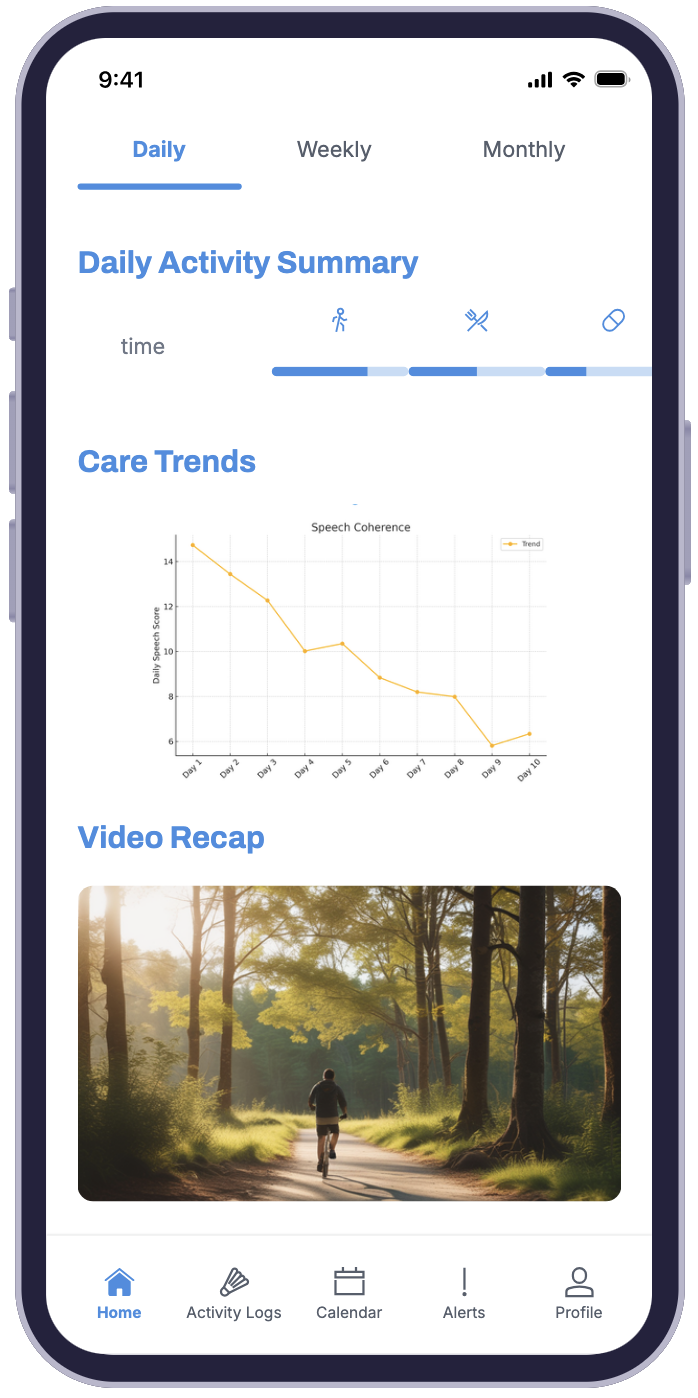 9:41
Daily Weekly Monthly
Daily Activity Summary
time
Care Trends
Speech Coherence
Trend
14
12
10
8
6
Daily Speech Score
Day 1 Day 2 Day 3 Day 4 Day 5 Day 6 Day 7 Day 8 Day 9 Day 10
Video Recap
Home Activity Logs Calendar Alerts Profile